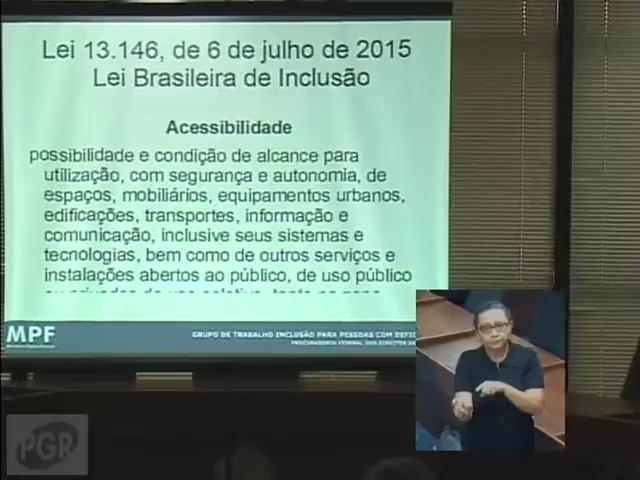 Lei 13.146, de 6 de julho de 2015
Lei Brasileira de Inclusão
Acessibilidade
possibilidade e condição de alcance para
utilização, com segurança e autonomia, de
espaços, mobiliários, equipamentos urbanos,
edificações, transportes, informação e
comunicação, inclusive seus sistemas e
tecnologias, bem como de outros serviços e
instalações abertos ao público, de uso público
MPF
GRUPO DE TRABALHO INCLUSÃO PARA PESSOAS COM DEFI
PROCURADORIA FEDERAL DOS DIREITOS
PGR